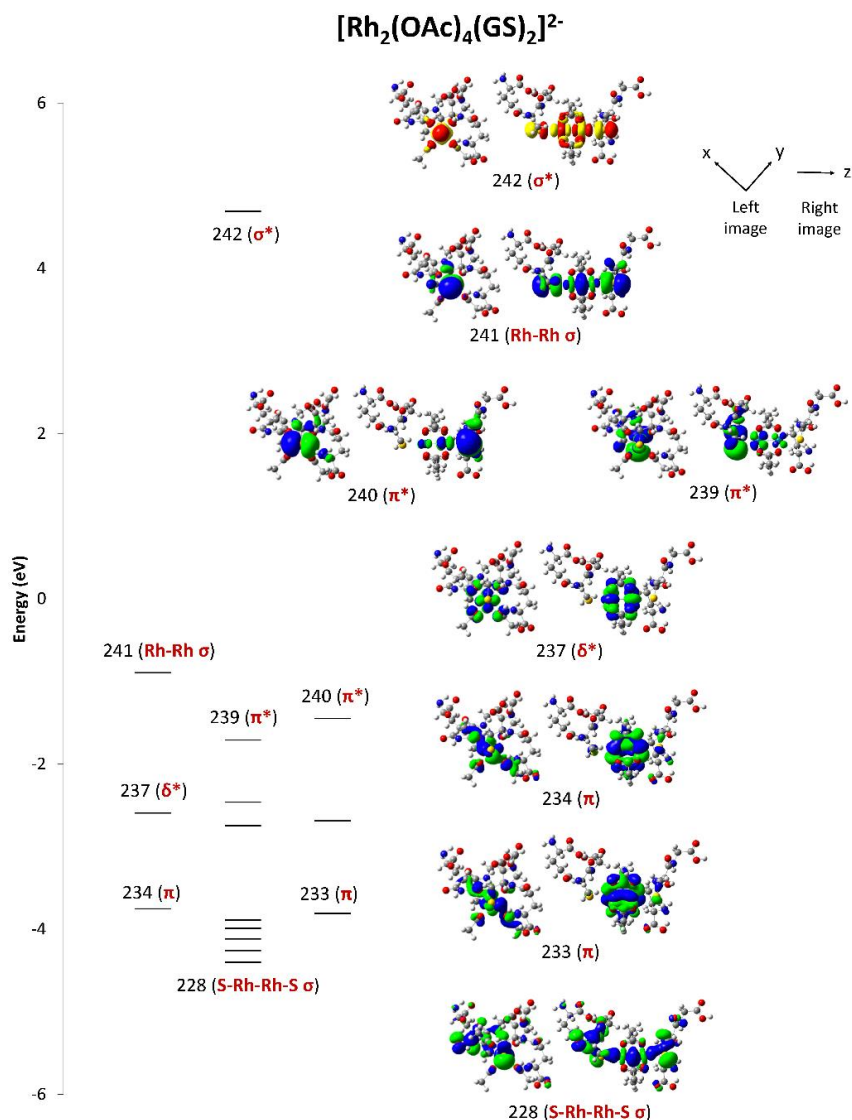 [Rh₂(OAc)₄(GS)₂]²⁻
6
242 (σ*)
x
y
z
Left image
Right image
242 (σ*)
4
241 (Rh-Rh σ)
2
240 (π*)
239 (π*)
Energy (eV)
0
237 (δ*)
241 (Rh-Rh σ)
240 (π*)
239 (π*)
-2
237 (δ*)
234 (π)
234 (π)
233 (π)
-4
233 (π)
228 (S-Rh-Rh-S σ)
-6
228 (S-Rh-Rh-S σ)